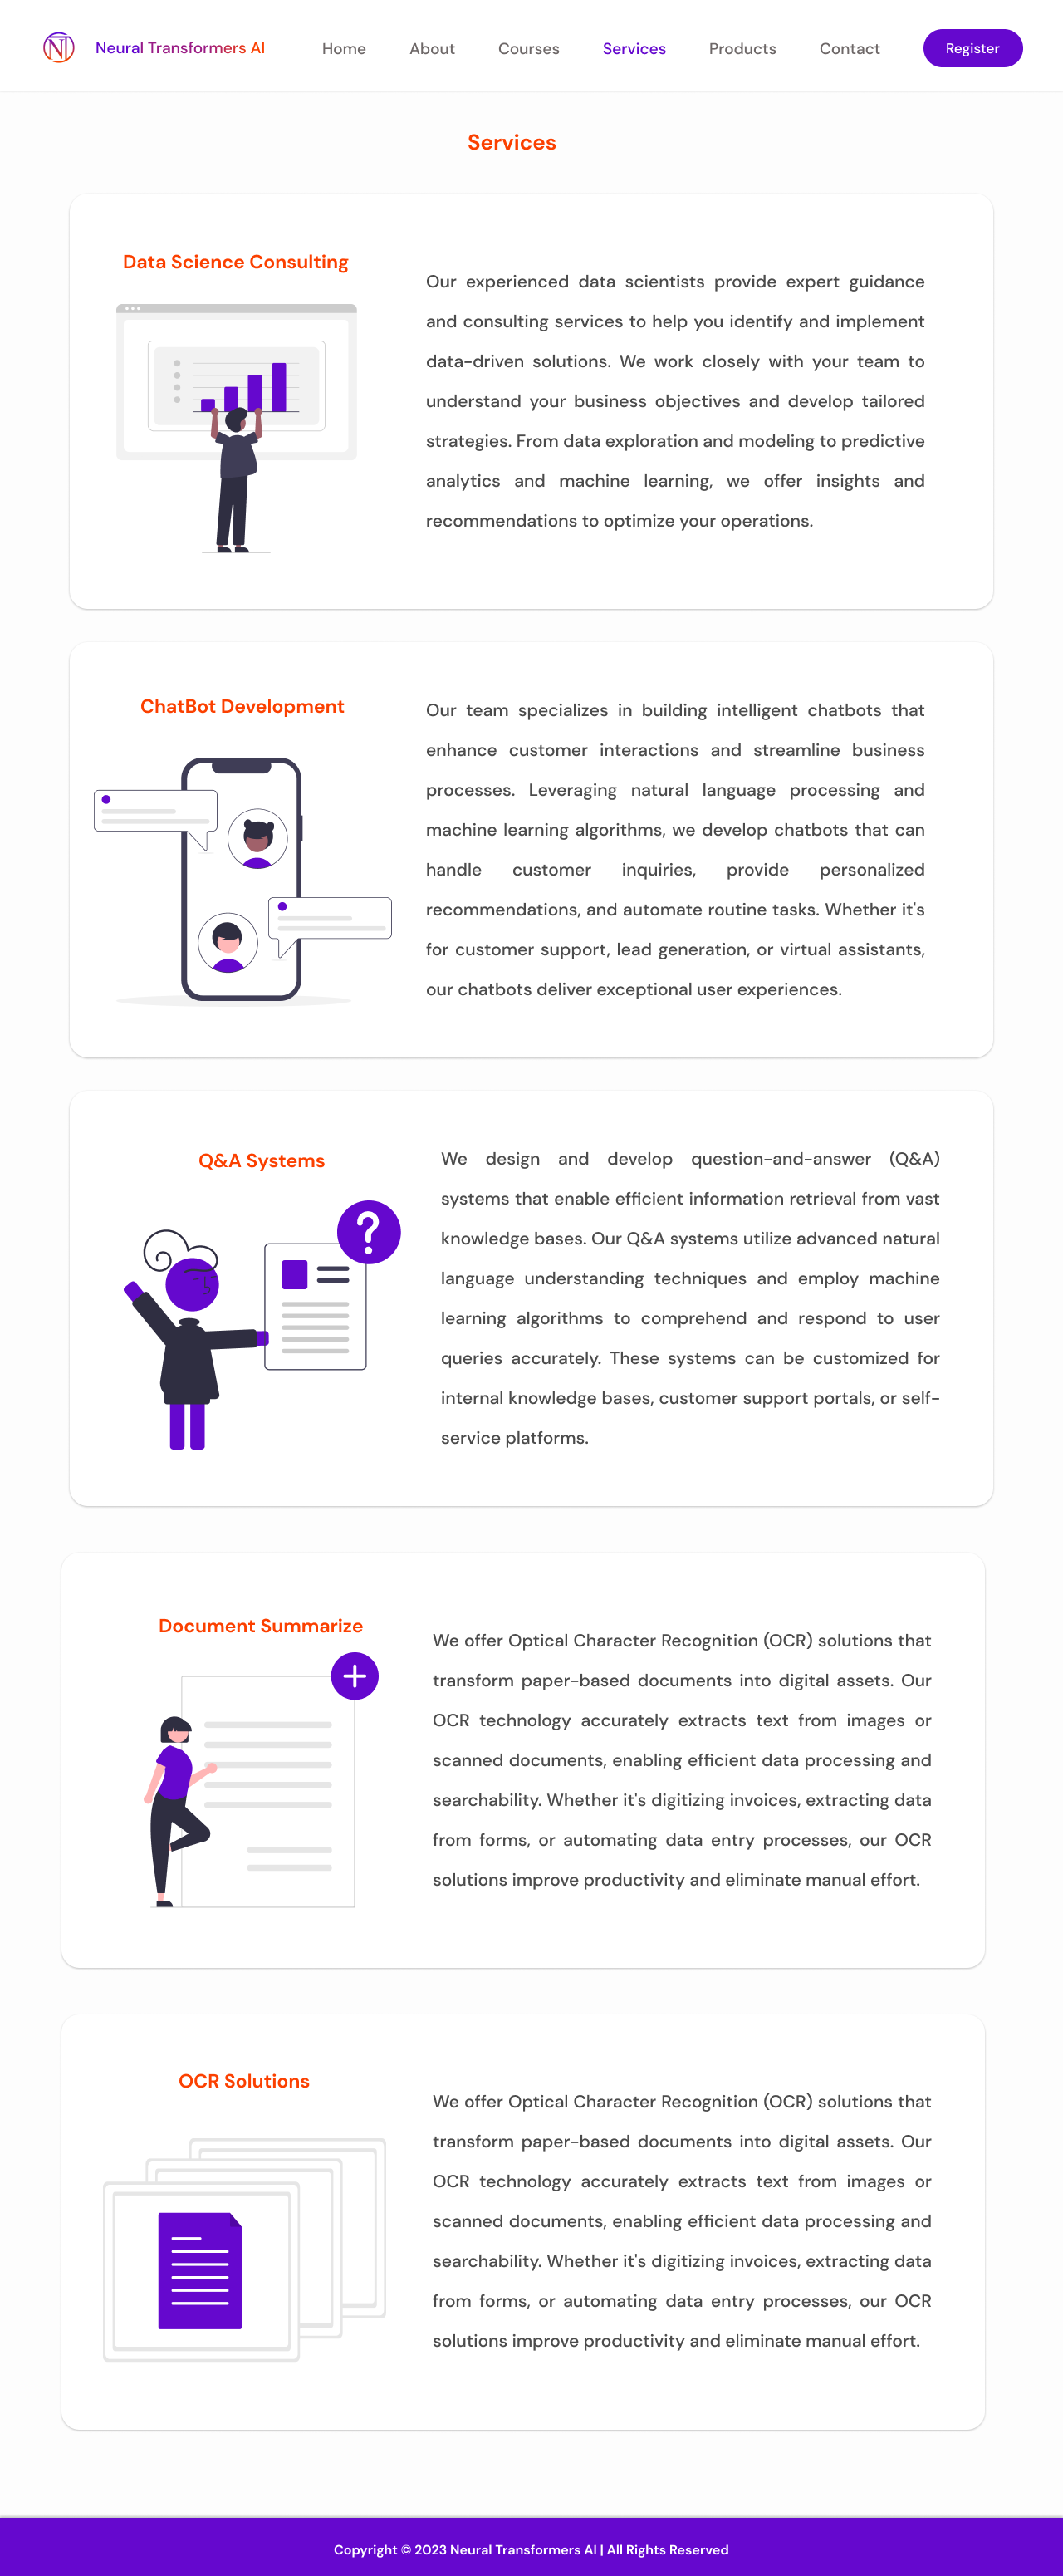 Neural Transformers AI
Home About Courses Services Products Contact Register
Services
Data Science Consulting
Our experienced data scientists provide expert guidance
and consulting services to help you identify and implement
data-driven solutions. We work closely with your team to
understand your business objectives and develop tailored
strategies. From data exploration and modeling to predictive
analytics and machine learning, we offer insights and
recommendations to optimize your operations.
ChatBot Development
Our team specializes in building intelligent chatbots that
enhance customer interactions and streamline business
processes. Leveraging natural language processing and
machine learning algorithms, we develop chatbots that can
handle customer inquiries, provide personalized
recommendations, and automate routine tasks. Whether it's
for customer support, lead generation, or virtual assistants,
our chatbots deliver exceptional user experiences.
Q&A Systems
We design and develop question-and-answer (Q&A)
systems that enable efficient information retrieval from vast
knowledge bases. Our Q&A systems utilize advanced natural
language understanding techniques and employ machine
learning algorithms to comprehend and respond to user
queries accurately. These systems can be customized for
internal knowledge bases, customer support portals, or self-
service platforms.
?
Document Summarize
We offer Optical Character Recognition (OCR) solutions that
transform paper-based documents into digital assets. Our
OCR technology accurately extracts text from images or
scanned documents, enabling efficient data processing and
searchability. Whether it's digitizing invoices, extracting data
from forms, or automating data entry processes, our OCR
solutions improve productivity and eliminate manual effort.
OCR Solutions
We offer Optical Character Recognition (OCR) solutions that
transform paper-based documents into digital assets. Our
OCR technology accurately extracts text from images or
scanned documents, enabling efficient data processing and
searchability. Whether it's digitizing invoices, extracting data
from forms, or automating data entry processes, our OCR
solutions improve productivity and eliminate manual effort.
Copyright © 2023 Neural Transformers AI | All Rights Reserved